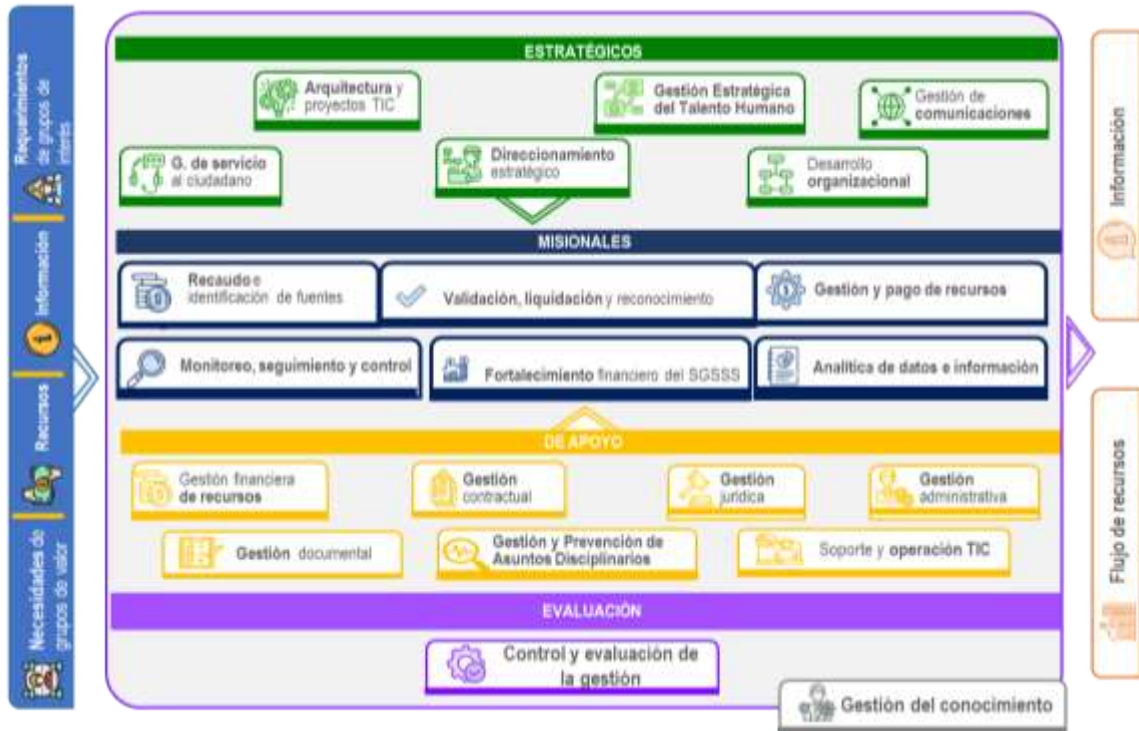 Requerimientos
de grupos de
interés
Información
Recursos
Necesidades de
grupos de valor
ESTRATÉGICOS
Arquitectura y
proyectos TIC
Gestión Estratégica
del Talento Humano
Gestión de
comunicaciones
G. de servicio
al ciudadano
Direccionamiento
estratégico
Desarrollo
organizacional
MISIONALES
Recaudo e
identificación de fuentes
Validación, liquidación y reconocimiento
Gestión y pago de recursos
Monitoreo, seguimiento y control
Fortalecimiento financiero del SGSSS
Analítica de datos e información
DE APOYO
Gestión financiera
de recursos
Gestión
contractual
Gestión
jurídica
Gestión
administrativa
Gestión documental
Gestión y Prevención de
Asuntos Disciplinarios
Soporte y operación TIC
EVALUACIÓN
Control y evaluación de
la gestión
Gestión del conocimiento
Información
Flujo de recursos